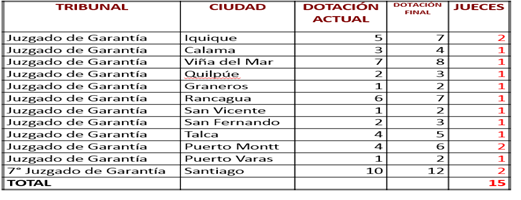 TRIBUNAL CIUDAD DOTACIÓN ACTUAL DOTACIÓN FINAL JUECES
Juzgado de Garantía Iquique 5 7 2
Juzgado de Garantía Calama 3 4 1
Juzgado de Garantía Viña del Mar 7 8 1
Juzgado de Garantía Quilpúe 2 3 1
Juzgado de Garantía Graneros 1 2 1
Juzgado de Garantía Rancagua 6 7 1
Juzgado de Garantía San Vicente 1 2 1
Juzgado de Garantía San Fernando 2 3 1
Juzgado de Garantía Talca 4 5 1
Juzgado de Garantía Puerto Montt 4 6 2
Juzgado de Garantía Puerto Varas 1 2 1
7° Juzgado de Garantía Santiago 10 12 2
TOTAL 15